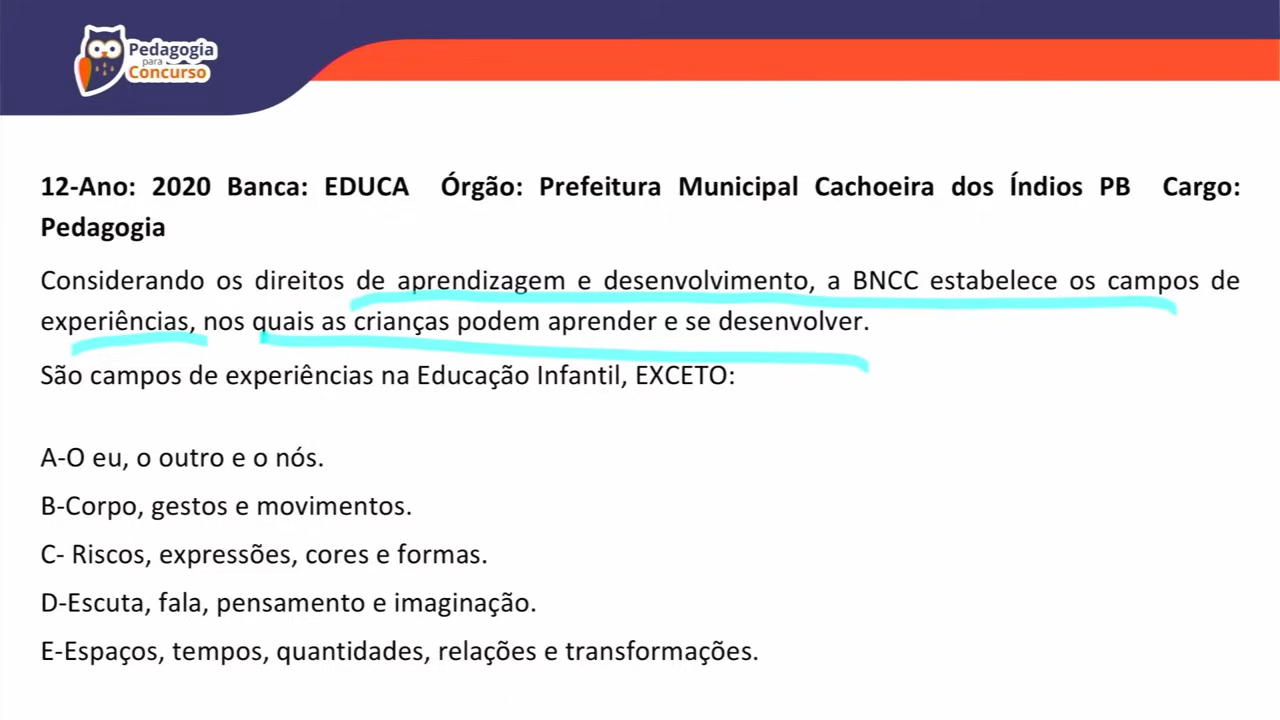 Pedagogia
para
Concurso
12-Ano: 2020 Banca: EDUCA Órgão: Prefeitura Municipal Cachoeira dos Índios PB Cargo:
Pedagogia
Considerando os direitos de aprendizagem e desenvolvimento, a BNCC estabelece os campos de
experiências, nos quais as crianças podem aprender e se desenvolver.
São campos de experiências na Educação Infantil, EXCETO:
A-O eu, o outro e o nós.
B-Corpo, gestos e movimentos.
C- Riscos, expressões, cores e formas.
D-Escuta, fala, pensamento e imaginação.
E-Espaços, tempos, quantidades, relações e transformações.